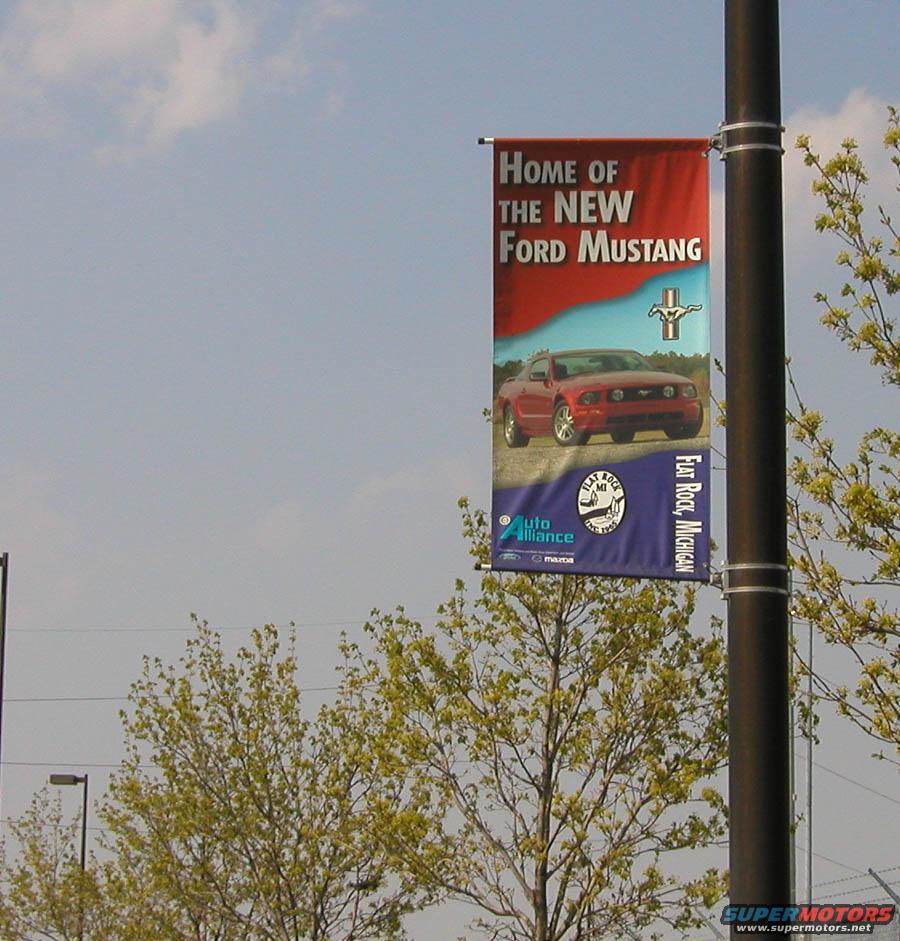 HOME OF
THE NEW
FORD MUSTANG
FLAT ROCK, MICHIGAN
FLAT ROCK
MI
Auto
Alliance
mazda
SUPERMOTORS
www.supermotors.net